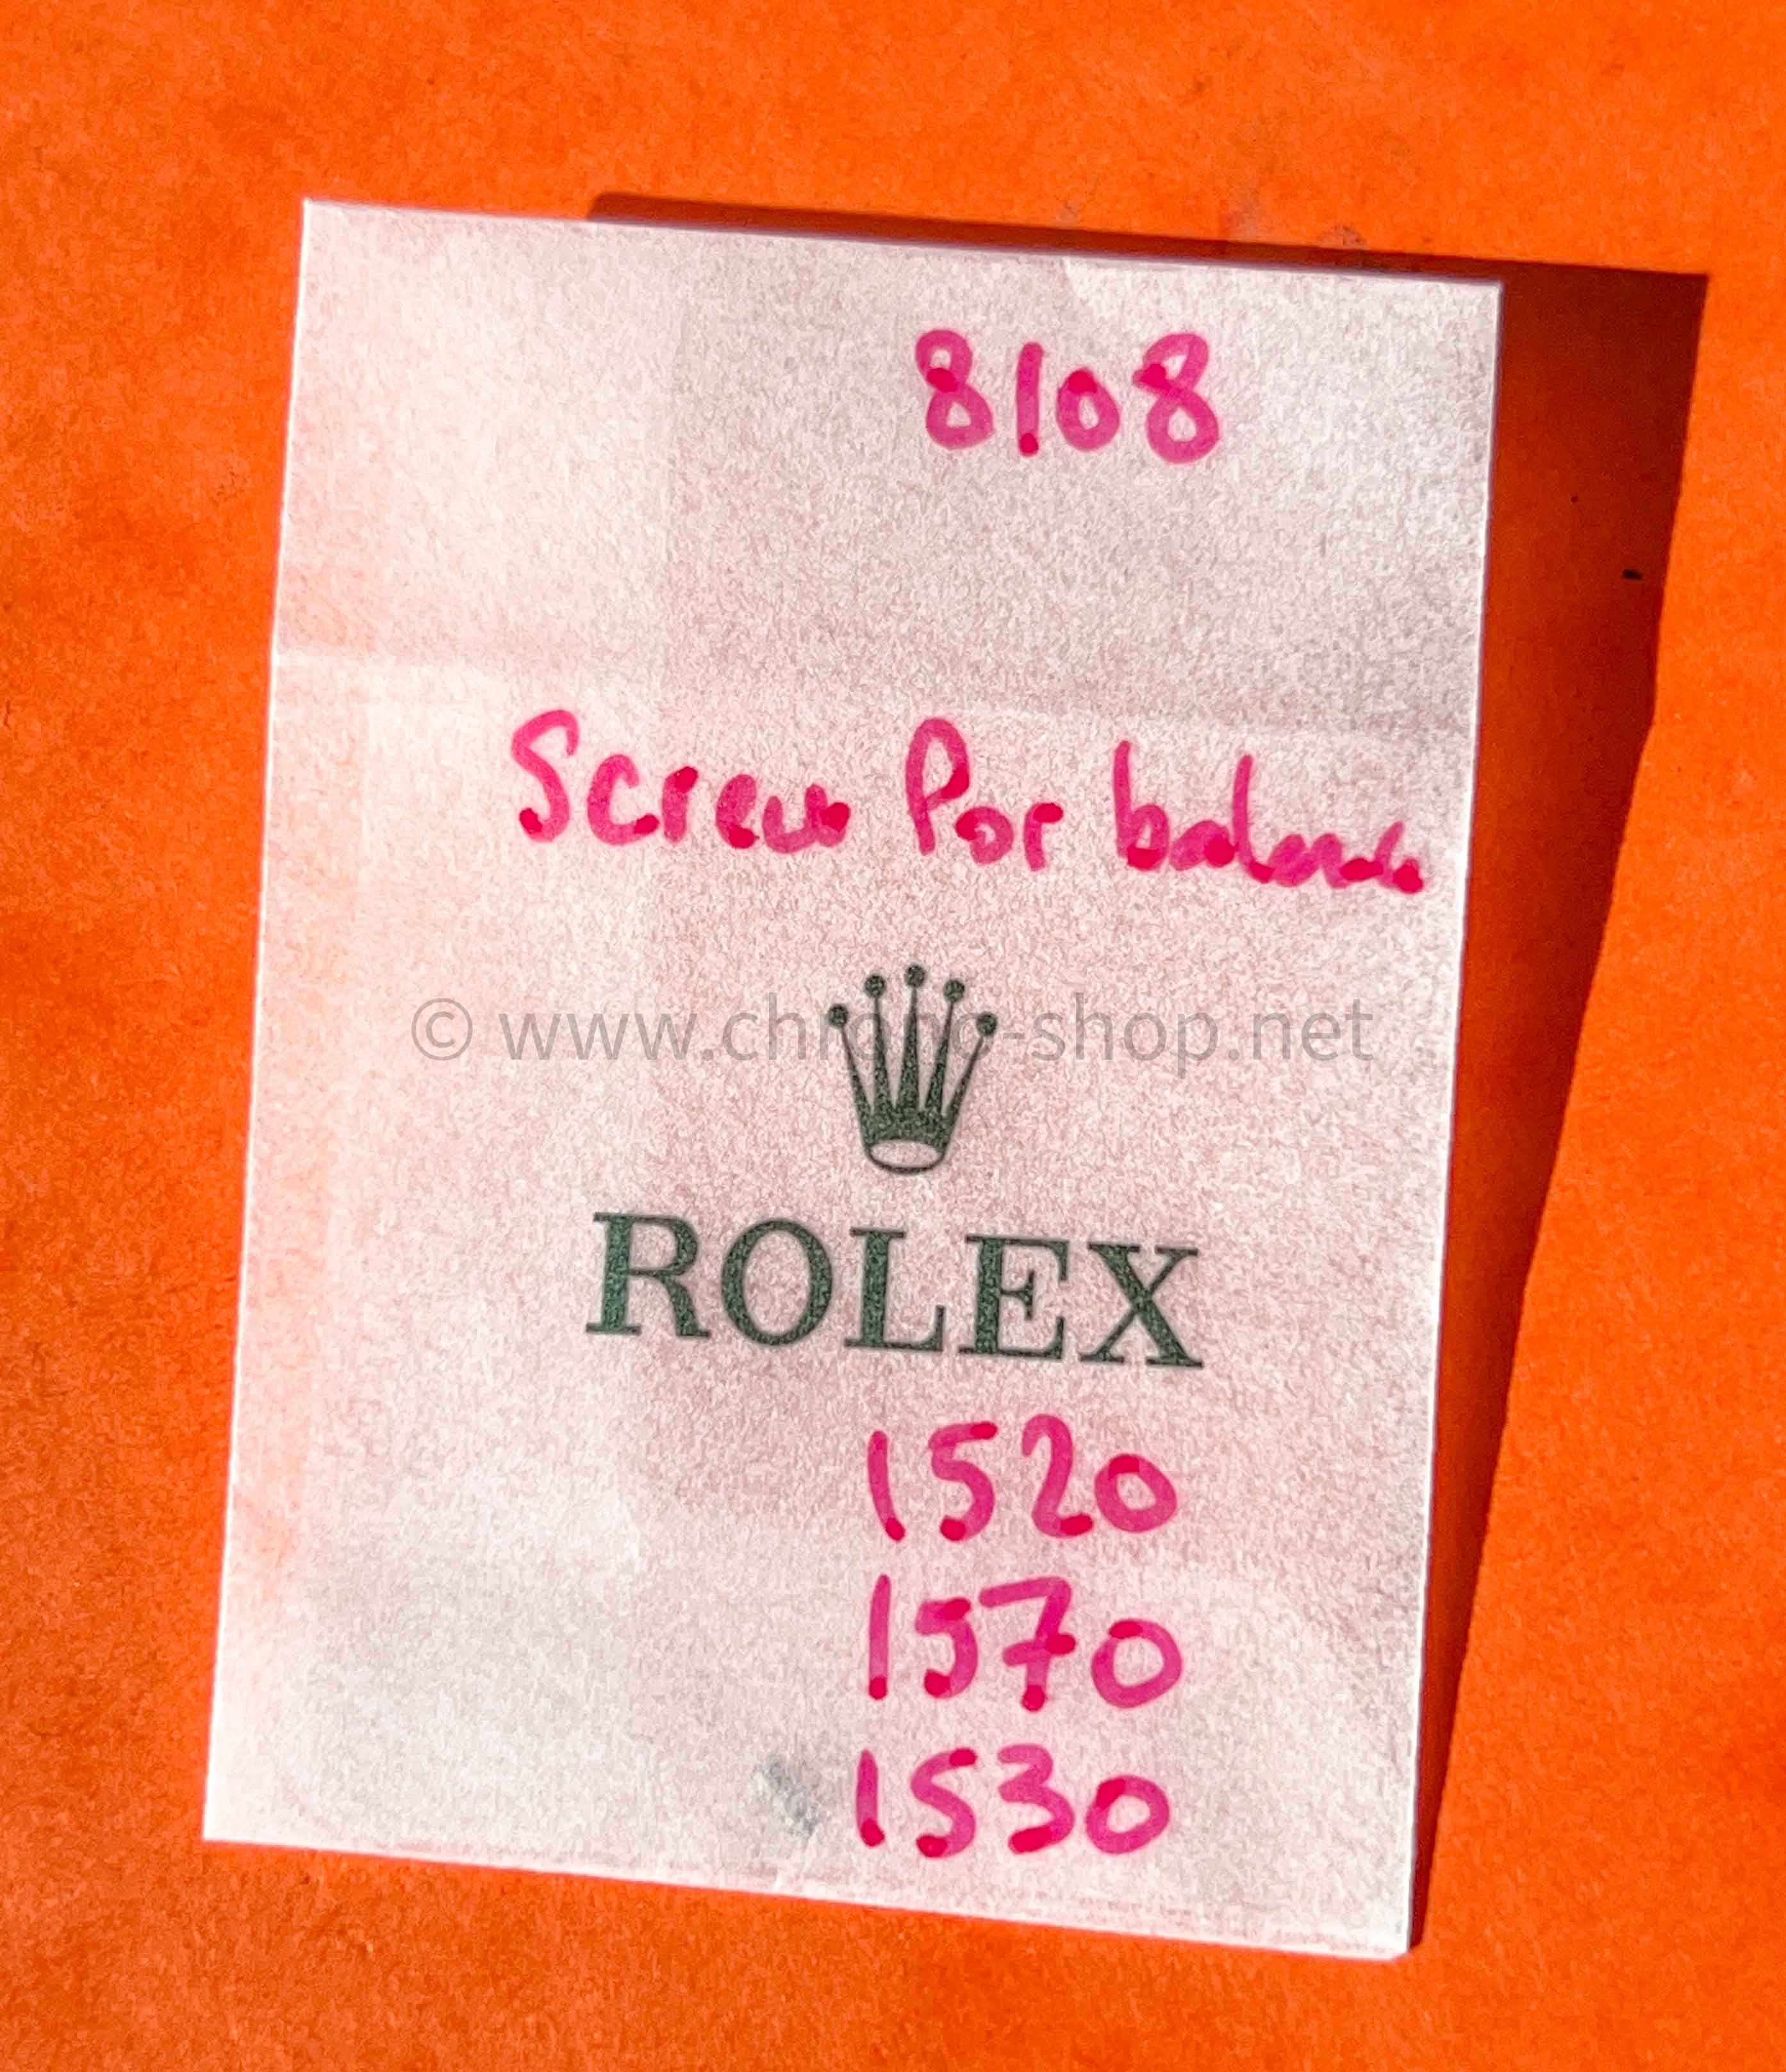 8108
Screw for balance
© www.chrono-shop.net
ROLEX
1520
1570
1530